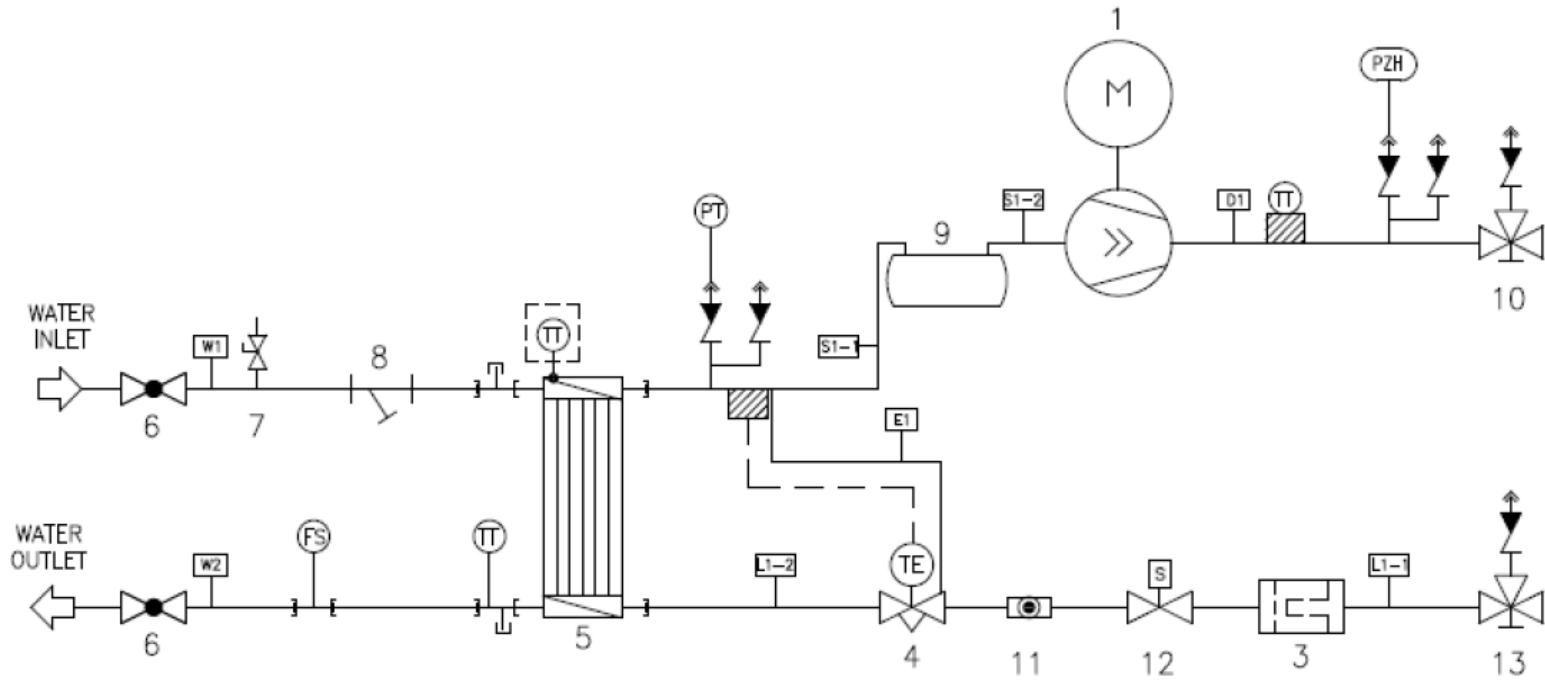 1
M
PZH
PT
S1-2
9
D1
TT
10
WATER
INLET
W1
8
TT
S1-1
6
7
E1
WATER
OUTLET
W2
FS
TT
L1-2
TE
S
L1-1
6
5
4
11
12
3
13